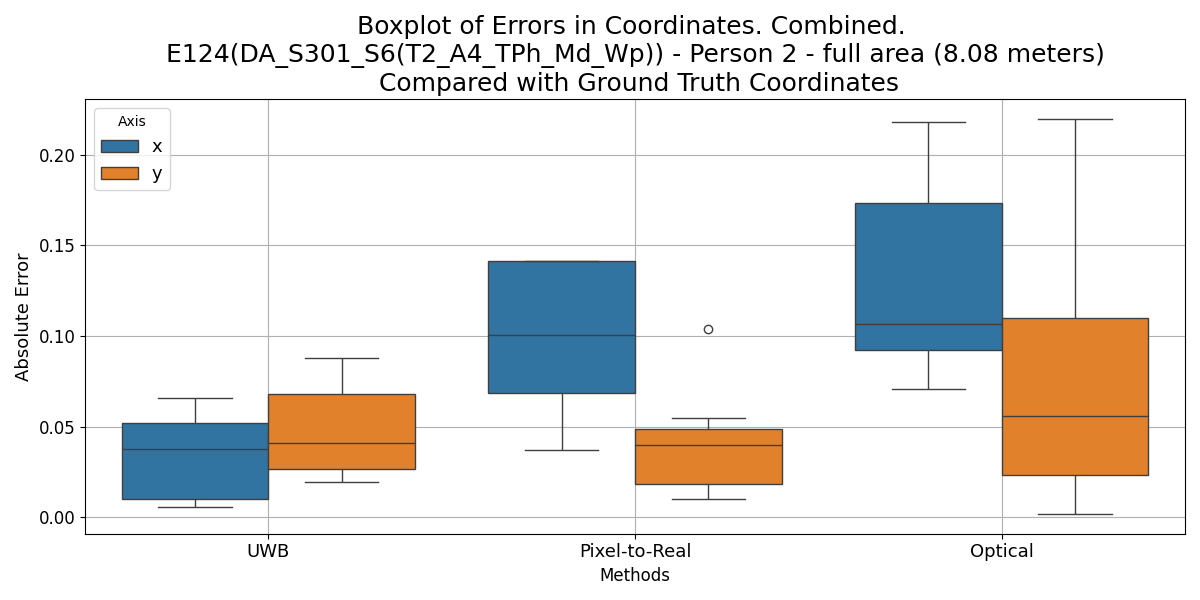 Boxplot of Errors in Coordinates. Combined.
E124(DA_S301_S6(T2_A4_TPh_Md_Wp)) - Person 2 - full area (8.08 meters)
Compared with Ground Truth Coordinates
Axis
x
y
Absolute Error
0.20
0.15
0.10
0.05
0.00
UWB
Pixel-to-Real
Optical
Methods